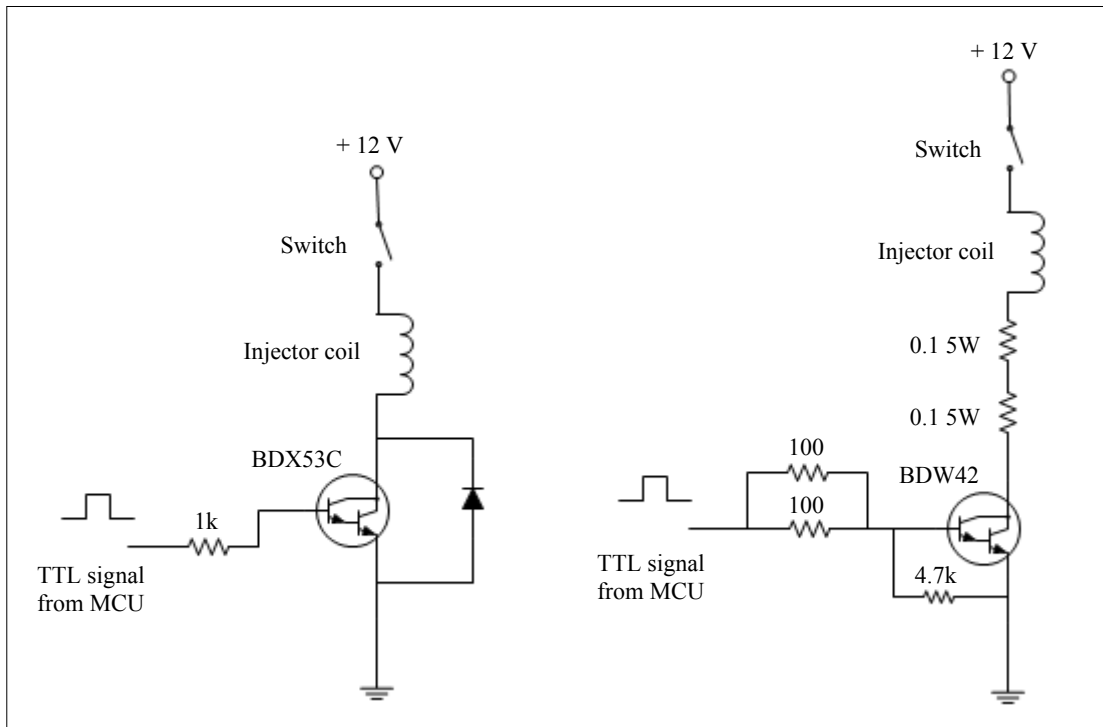 + 12 V
Switch
Injector coil
BDX53C
1k
TTL signal
from MCU
+ 12 V
Switch
Injector coil
0.1 5W
0.1 5W
100
BDW42
100
4.7k
TTL signal
from MCU